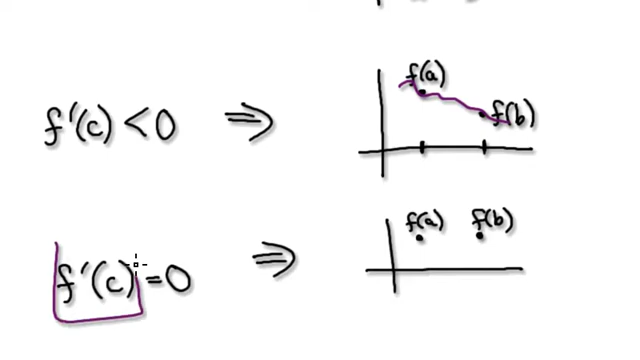 f(a)
f'(c) < 0 ⇒ f(b)
f(a) f(b)
f'(c) = 0 ⇒